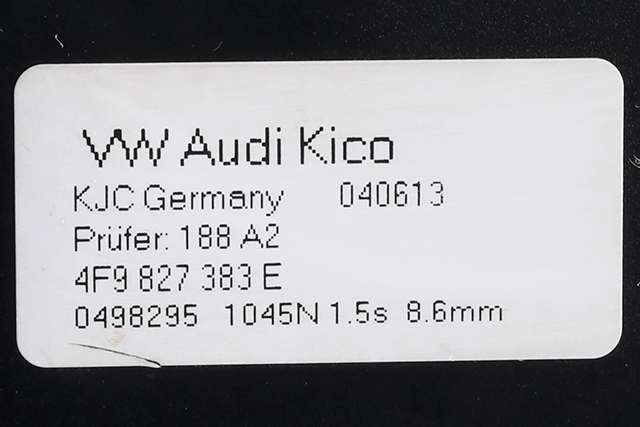 VW Audi Kico
KJC Germany 040613
Prüfer: 188 A2
4F9 827 383 E
0498295 1045N 1.5s 8.6mm